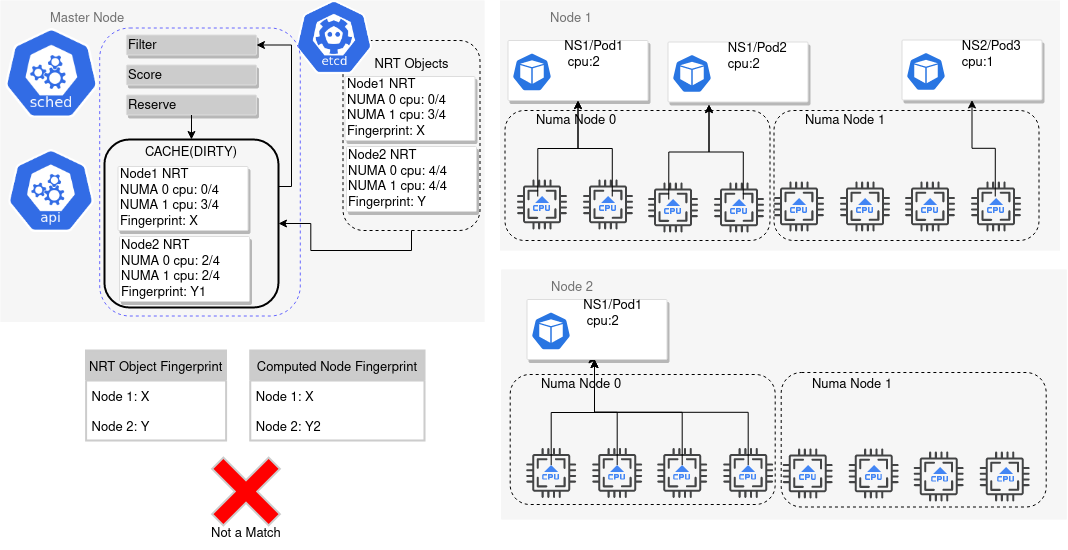 Master Node
sched
api
Filter
Score
Reserve
CACHE(DIRTY)
Node1 NRT
NUMA 0 cpu: 0/4
NUMA 1 cpu: 3/4
Fingerprint: X
Node2 NRT
NUMA 0 cpu: 2/4
NUMA 1 cpu: 2/4
Fingerprint: Y1
etcd
NRT Objects
Node1 NRT
NUMA 0 cpu: 0/4
NUMA 1 cpu: 3/4
Fingerprint: X
Node2 NRT
NUMA 0 cpu: 4/4
NUMA 1 cpu: 4/4
Fingerprint: Y
Node 1
NS1/Pod1
cpu:2
NS1/Pod2
cpu:2
NS2/Pod3
cpu:1
Numa Node 0
Numa Node 1
CPU
CPU
CPU
CPU
CPU
CPU
CPU
CPU
Node 2
NS1/Pod1
cpu:2
Numa Node 0
Numa Node 1
CPU
CPU
CPU
CPU
CPU
CPU
CPU
CPU
NRT Object Fingerprint
Node 1: X
Node 2: Y
Computed Node Fingerprint
Node 1: X
Node 2: Y2
Not a Match